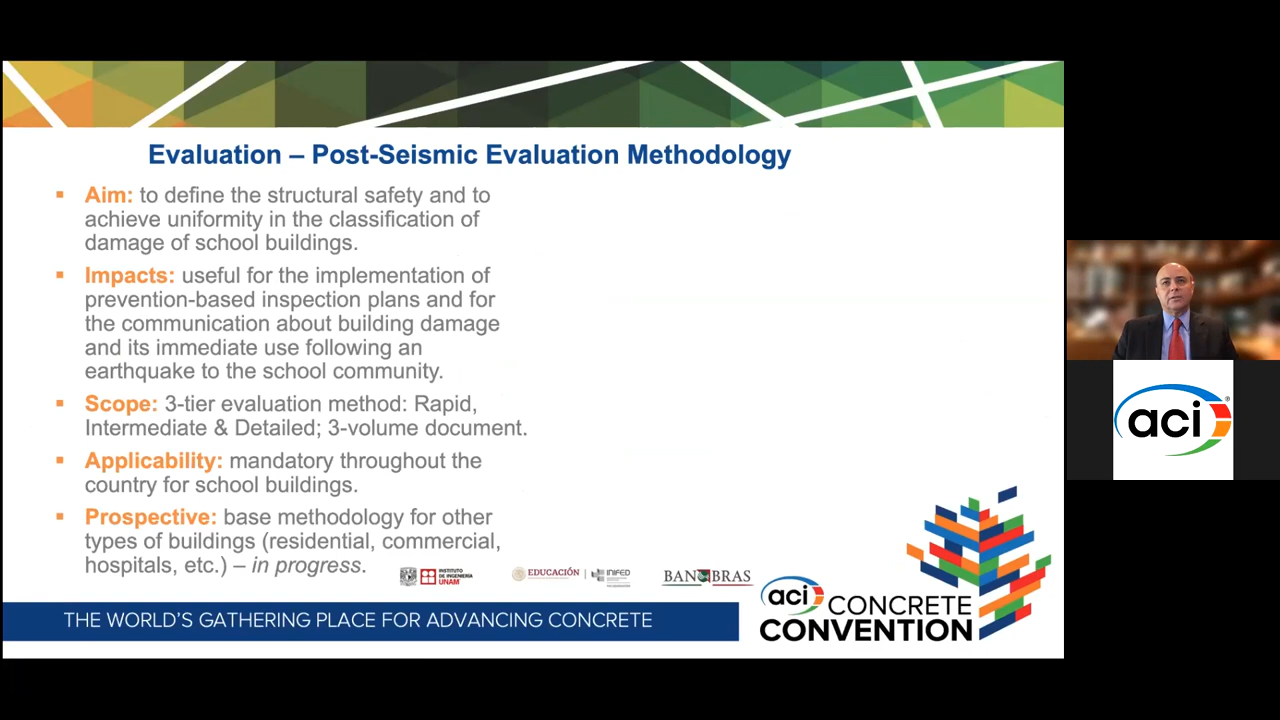 Evaluation – Post-Seismic Evaluation Methodology
▪ Aim: to define the structural safety and to
achieve uniformity in the classification of
damage of school buildings.
▪ Impacts: useful for the implementation of
prevention-based inspection plans and for
the communication about building damage
and its immediate use following an
earthquake to the school community.
▪ Scope: 3-tier evaluation method: Rapid,
Intermediate & Detailed; 3-volume document.
▪ Applicability: mandatory throughout the
country for school buildings.
▪ Prospective: base methodology for other
types of buildings (residential, commercial,
hospitals, etc.) – in progress.
INSTITUTO
DE INGENIERÍA
UNAM
EDUCACIÓN
INIFED
BANOBRAS
THE WORLD'S GATHERING PLACE FOR ADVANCING CONCRETE
aci CONCRETE
CONVENTION
aci®